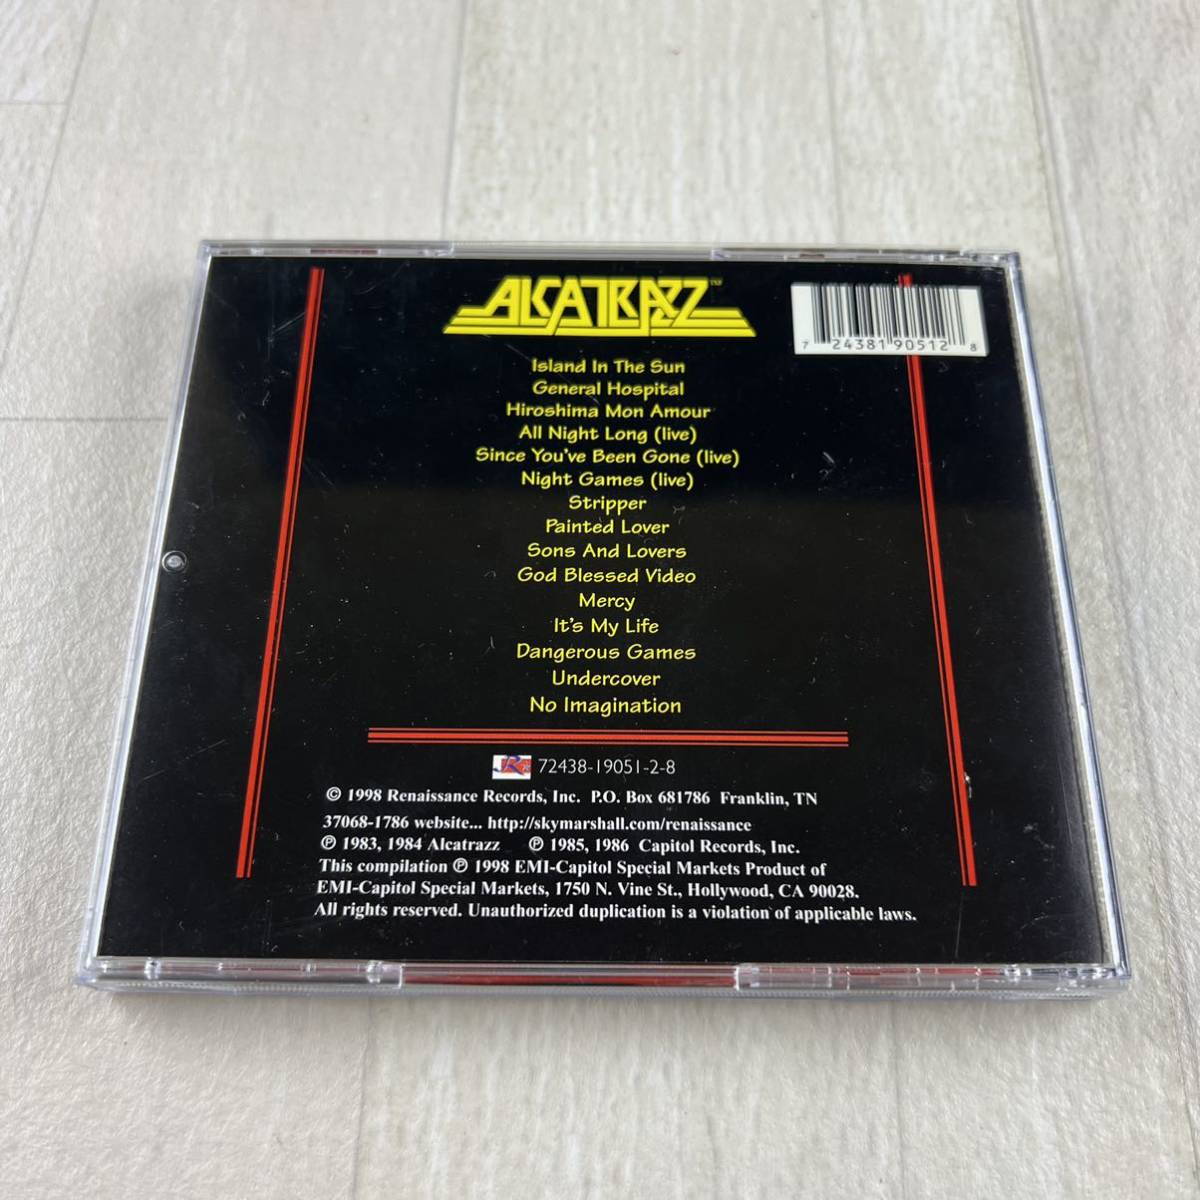 ALCATRAZZ™
7 24381 90512 8
Island In The Sun
General Hospital
Hiroshima Mon Amour
All Night Long (live)
Since You've Been Gone (live)
Night Games (live)
Stripper
Painted Lover
Sons And Lovers
God Blessed Video
Mercy
It's My Life
Dangerous Games
Undercover
No Imagination
72438-19051-2-8
© 1998 Renaissance Records, Inc. P.O. Box 681786 Franklin, TN
37068-1786 website... http://skymarshall.com/renaissance
℗ 1983, 1984 Alcatrazz ℗ 1985, 1986 Capitol Records, Inc.
This compilation ℗ 1998 EMI-Capitol Special Markets Product of
EMI-Capitol Special Markets, 1750 N. Vine St., Hollywood, CA 90028.
All rights reserved. Unauthorized duplication is a violation of applicable laws.